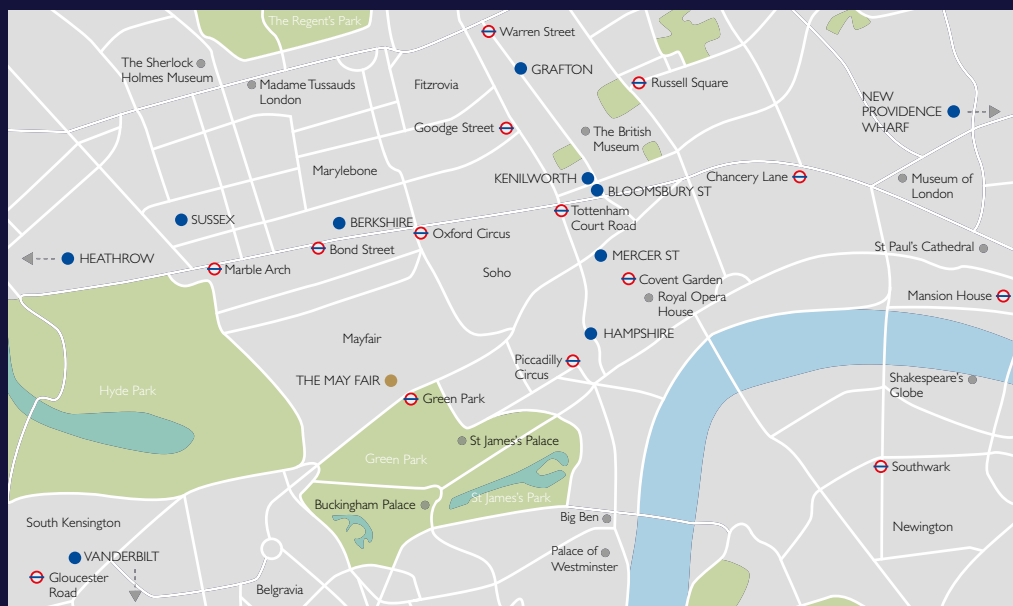 The Regent's Park
Warren Street
The Sherlock
Holmes Museum
GRAFTON
Madame Tussauds
London
Fitzrovia
Russell Square
NEW
PROVIDENCE
WHARF
Goodge Street
The British
Museum
Marylebone
KENILWORTH
Chancery Lane
BLOOMSBURY ST
Museum of
London
SUSSEX
BERKSHIRE
Tottenham
Court Road
Oxford Circus
Bond Street
St Paul's Cathedral
HEATHROW
MERCER ST
Marble Arch
Soho
Covent Garden
Royal Opera
House
Mansion House
Mayfair
HAMPSHIRE
Piccadilly
Circus
THE MAY FAIR
Shakespeare's
Globe
Hyde Park
Green Park
St James's Palace
Green Park
Southwark
St James's Park
Buckingham Palace
Big Ben
South Kensington
Newington
Palace of
Westminster
VANDERBILT
Gloucester
Road
Belgravia